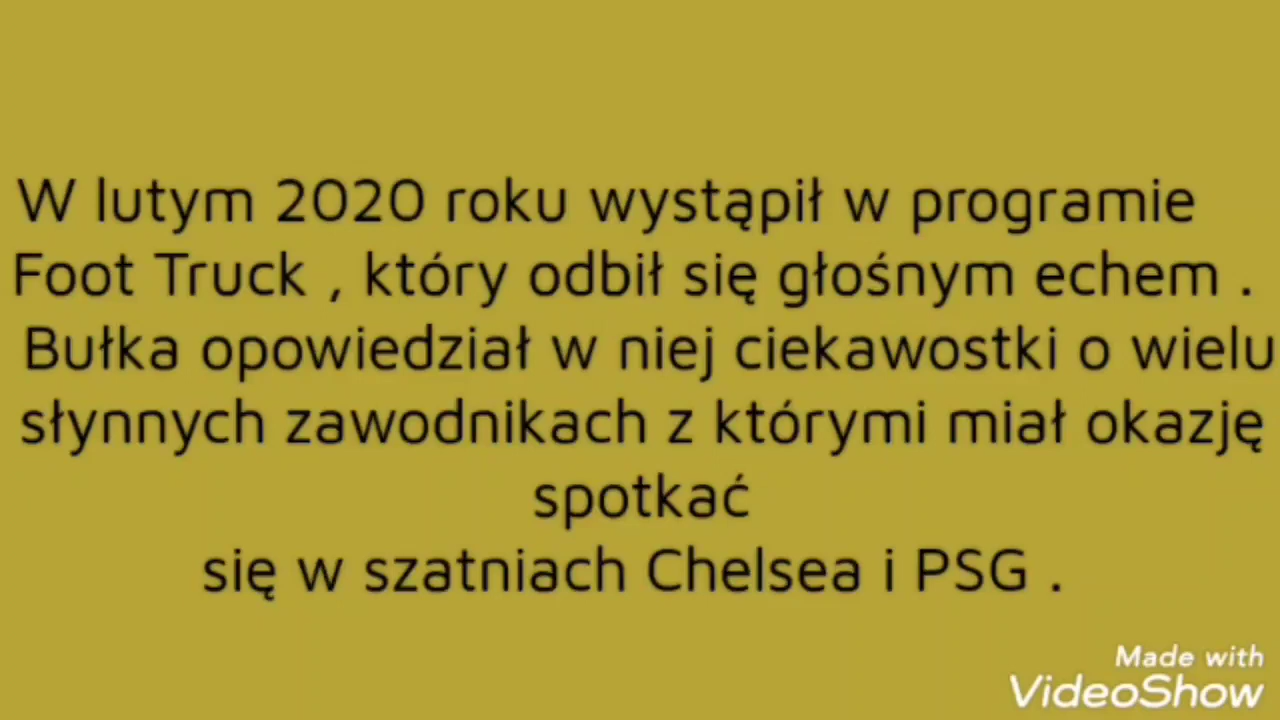 W lutym 2020 roku wystąpił w programie
Foot Truck , który odbił się głośnym echem .
Bułka opowiedział w niej ciekawostki o wielu
słynnych zawodnikach z którymi miał okazję
spotkać
się w szatniach Chelsea i PSG .
Made with
VideoShow